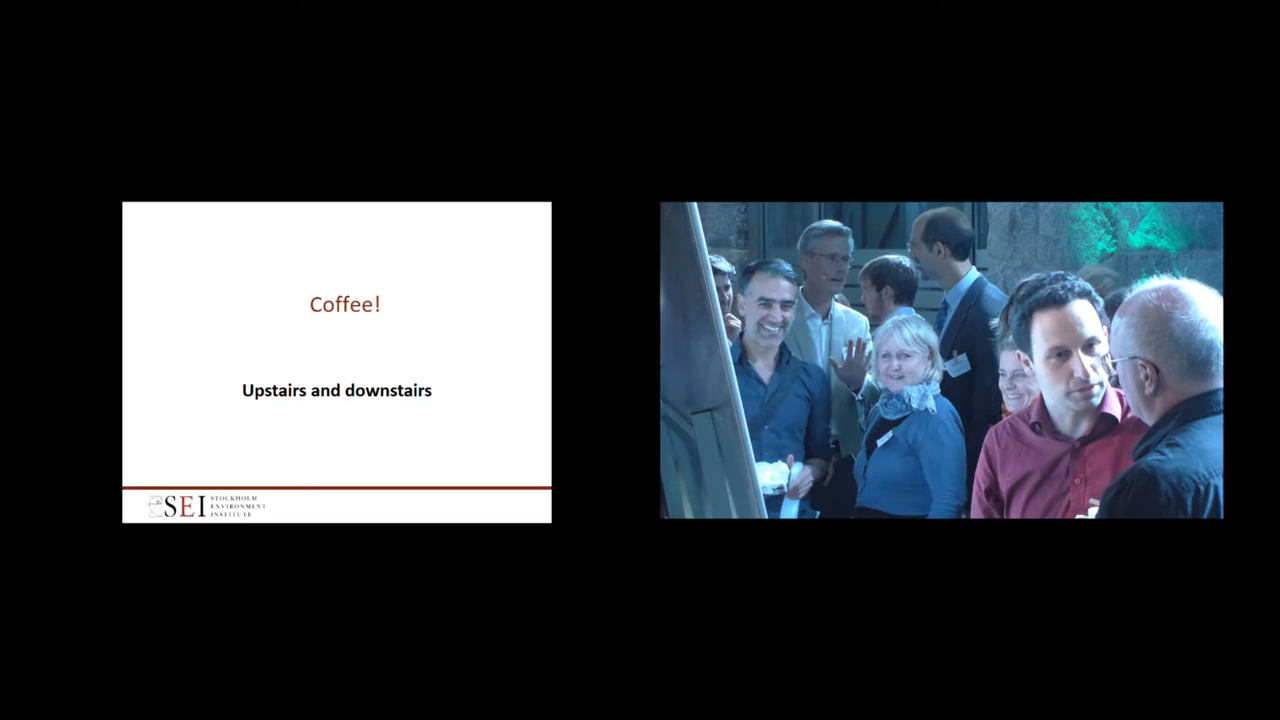 Coffee!
Upstairs and downstairs
SEI
STOCKHOLM
ENVIRONMENT
INSTITUTE